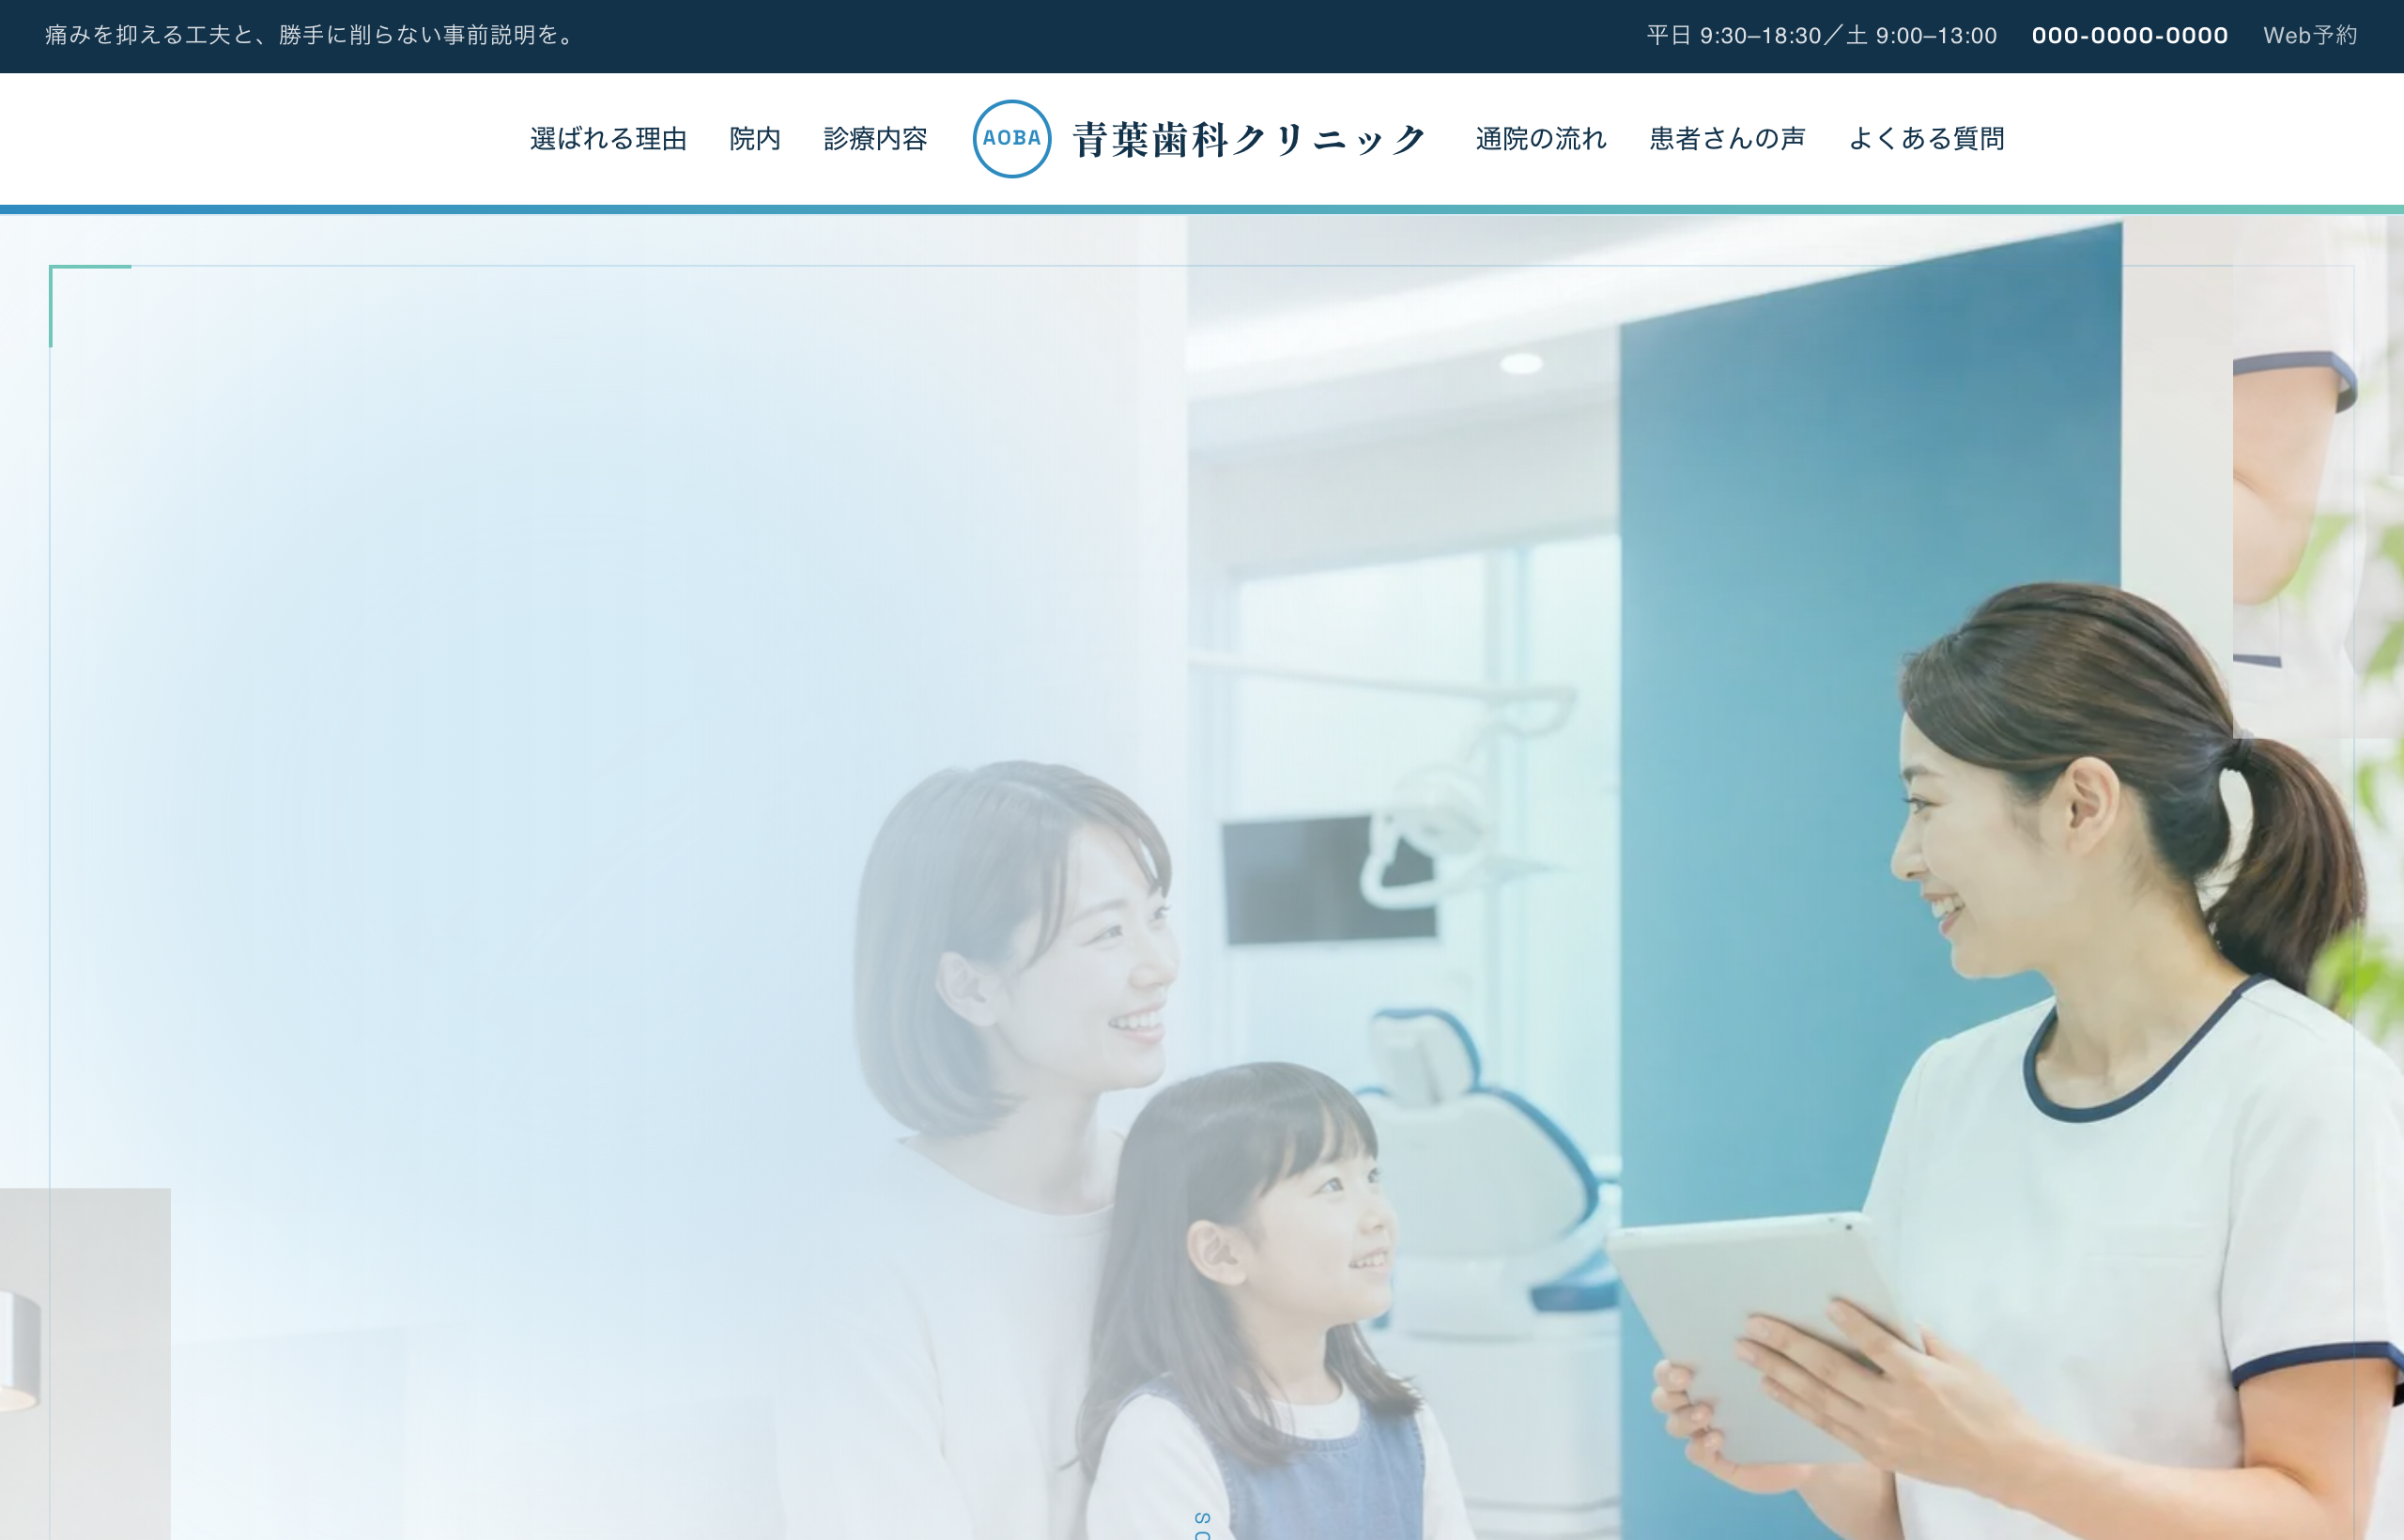 痛みを抑える工夫と、勝手に削らない事前説明を。
平日 9:30–18:30／土 9:00–13:00 000-0000-0000 Web予約
選ばれる理由 院内 診療内容 AOBA 青葉歯科クリニック 通院の流れ 患者さんの声 よくある質問